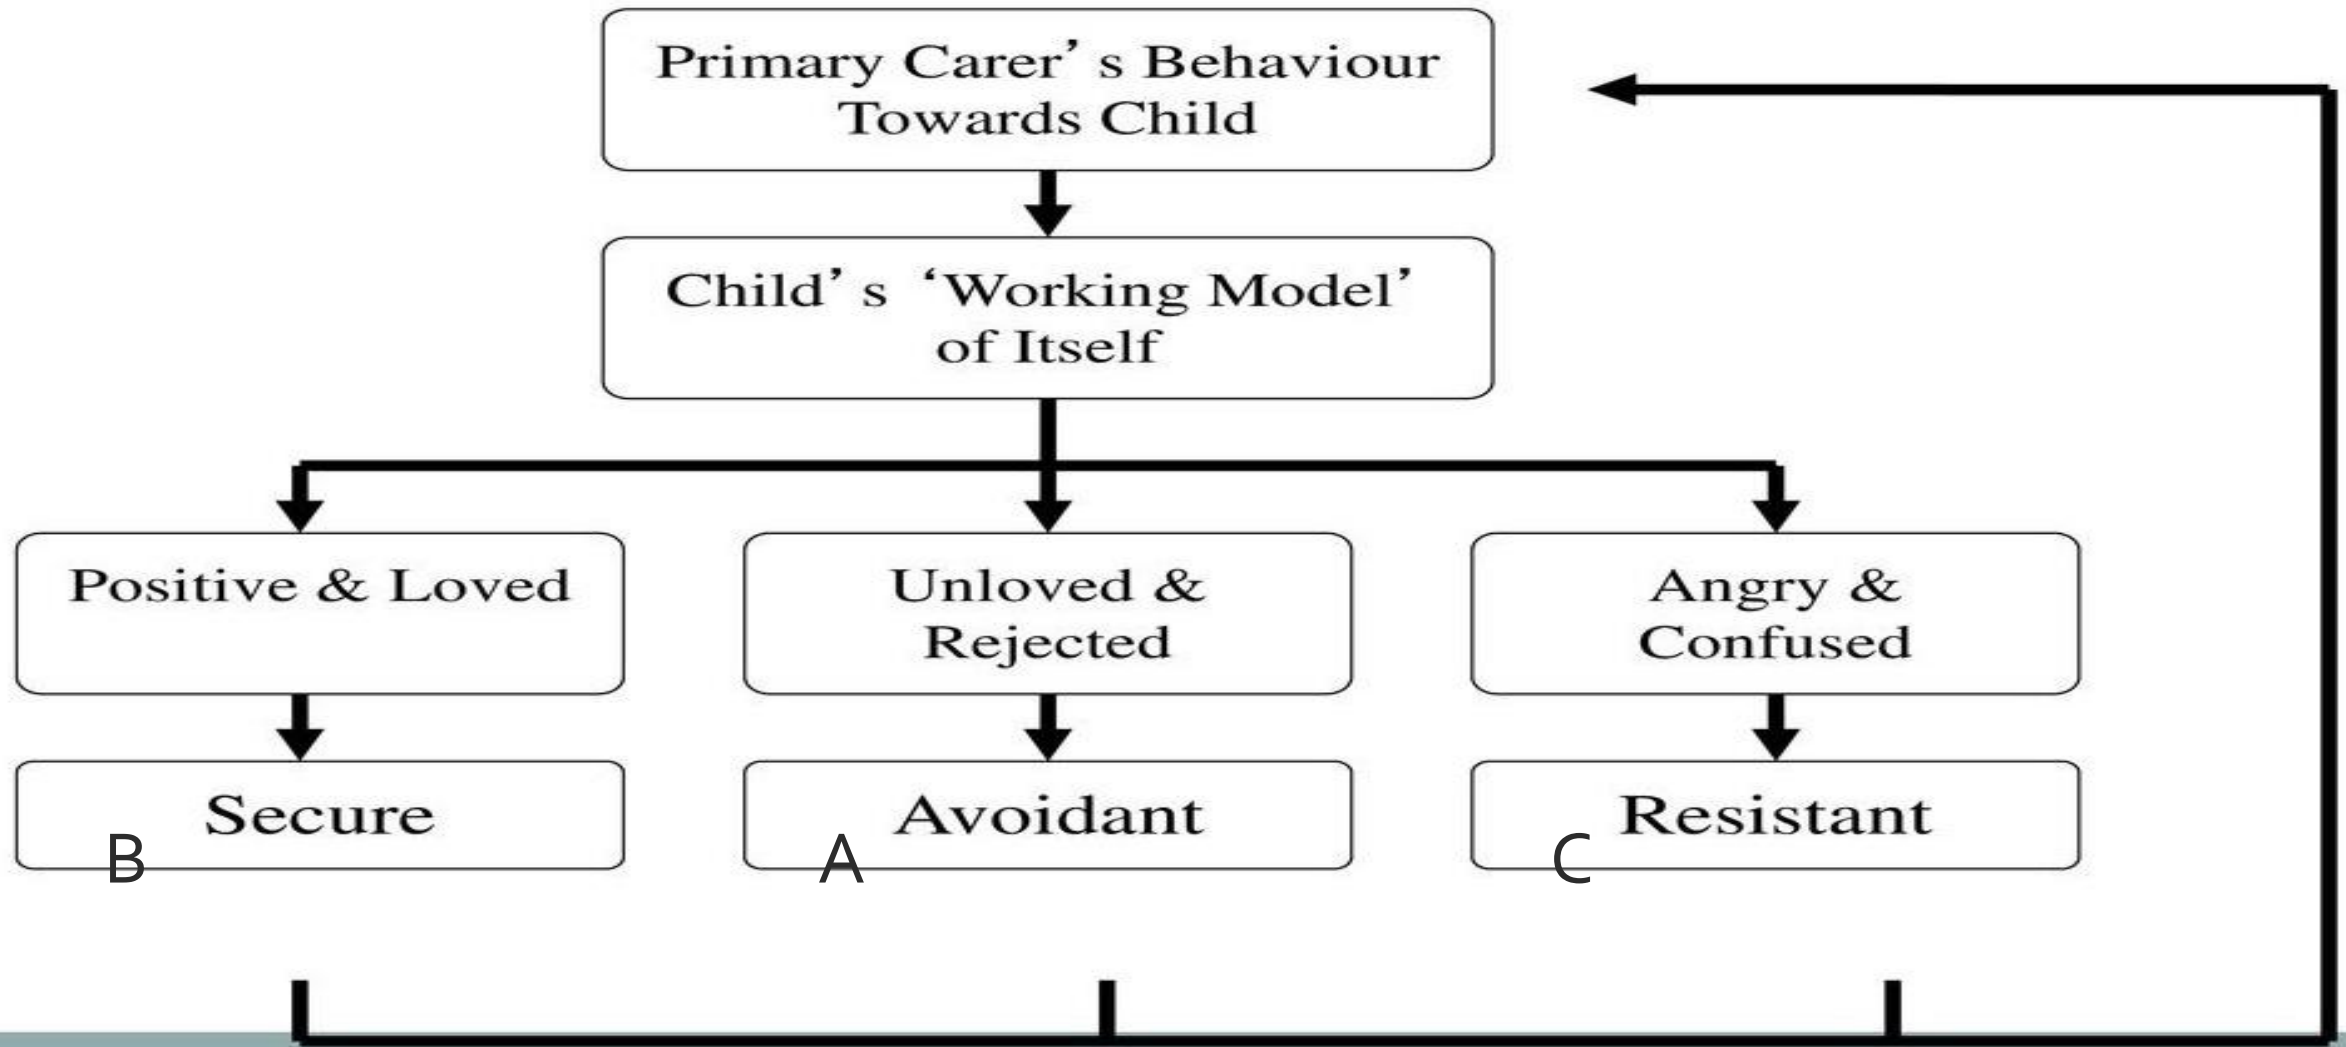 Primary Carer’ s Behaviour
Towards Child
Child’ s ‘Working Model’
of Itself
Positive & Loved
Unloved &
Rejected
Angry &
Confused
Secure
B
Avoidant
A
Resistant
C